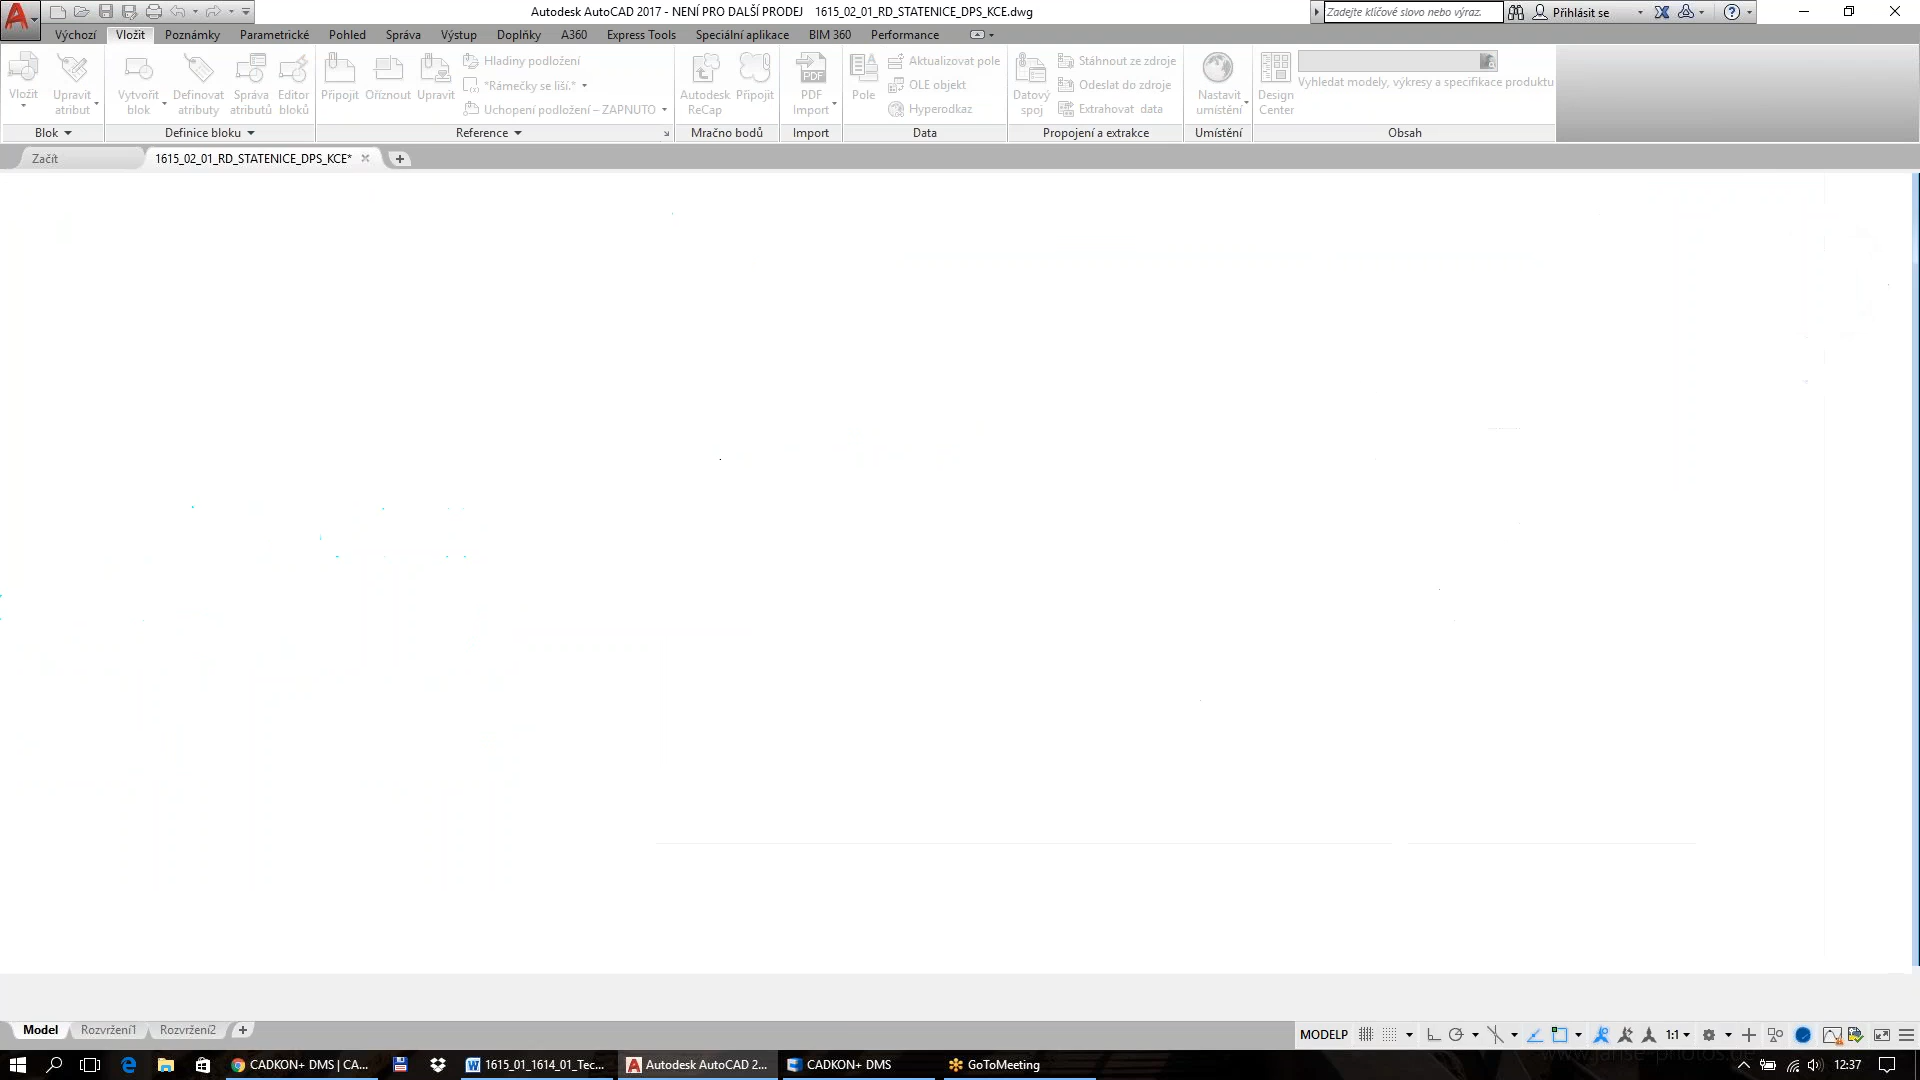 Autodesk AutoCAD 2017 - NENÍ PRO DALŠÍ PRODEJ 1615_02_01_RD_STATENICE_DPS_KCE.dwg
Zadejte klíčové slovo nebo výraz.
Přihlásit se
Výchozí Vložit Poznámky Parametrické Pohled Správa Výstup Doplňky A360 Express Tools Speciální aplikace BIM 360 Performance
Vložit
Upravit atribut
Vytvořit blok
Definovat atributy
Správa atributů
Editor bloků
Připojit
Oříznout
Upravit
Hladiny podložení
*Rámečky se liší.*
Uchopení podložení – ZAPNUTO
Autodesk ReCap
Připojit
PDF
PDF Import
Pole
Aktualizovat pole
OLE objekt
Hyperodkaz
Datový spoj
Stáhnout ze zdroje
Odeslat do zdroje
Extrahovat data
Nastavit umístění
Design Center
Vyhledat modely, výkresy a specifikace produktu
Blok Definice bloku Reference Mračno bodů Import Data Propojení a extrakce Umístění Obsah
Začít 1615_02_01_RD_STATENICE_DPS_KCE*
Model Rozvržení1 Rozvržení2
MODELP
1:1
www.janse-photos.de
CADKON+ DMS | CA...
1615_01_1614_01_Tec...
Autodesk AutoCAD 2...
CADKON+ DMS
GoToMeeting
12:37